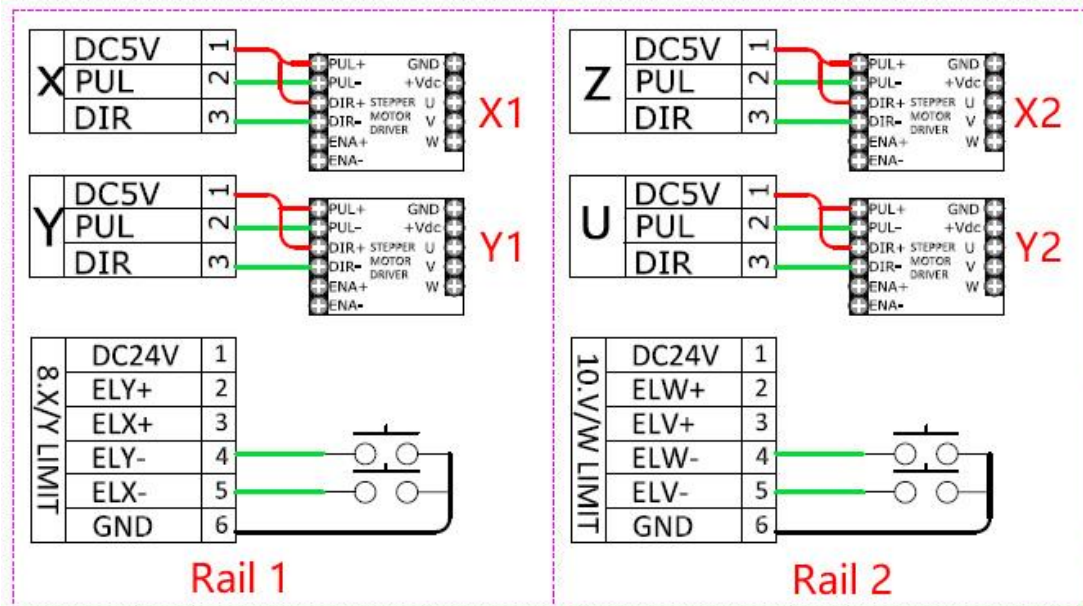 X
DC5V 1
PUL 2
DIR 3
PUL+ GND
PUL- +Vdc
DIR+ STEPPER U
DIR- MOTOR V
DRIVER
ENA+ W
ENA-
X1
Z
DC5V 1
PUL 2
DIR 3
PUL+ GND
PUL- +Vdc
DIR+ STEPPER U
DIR- MOTOR V
DRIVER
ENA+ W
ENA-
X2
Y
DC5V 1
PUL 2
DIR 3
PUL+ GND
PUL- +Vdc
DIR+ STEPPER U
DIR- MOTOR V
DRIVER
ENA+ W
ENA-
Y1
U
DC5V 1
PUL 2
DIR 3
PUL+ GND
PUL- +Vdc
DIR+ STEPPER U
DIR- MOTOR V
DRIVER
ENA+ W
ENA-
Y2
8.X/Y LIMIT
DC24V 1
ELY+ 2
ELX+ 3
ELY- 4
ELX- 5
GND 6
Rail 1
10.V/W LIMIT
DC24V 1
ELW+ 2
ELV+ 3
ELW- 4
ELV- 5
GND 6
Rail 2